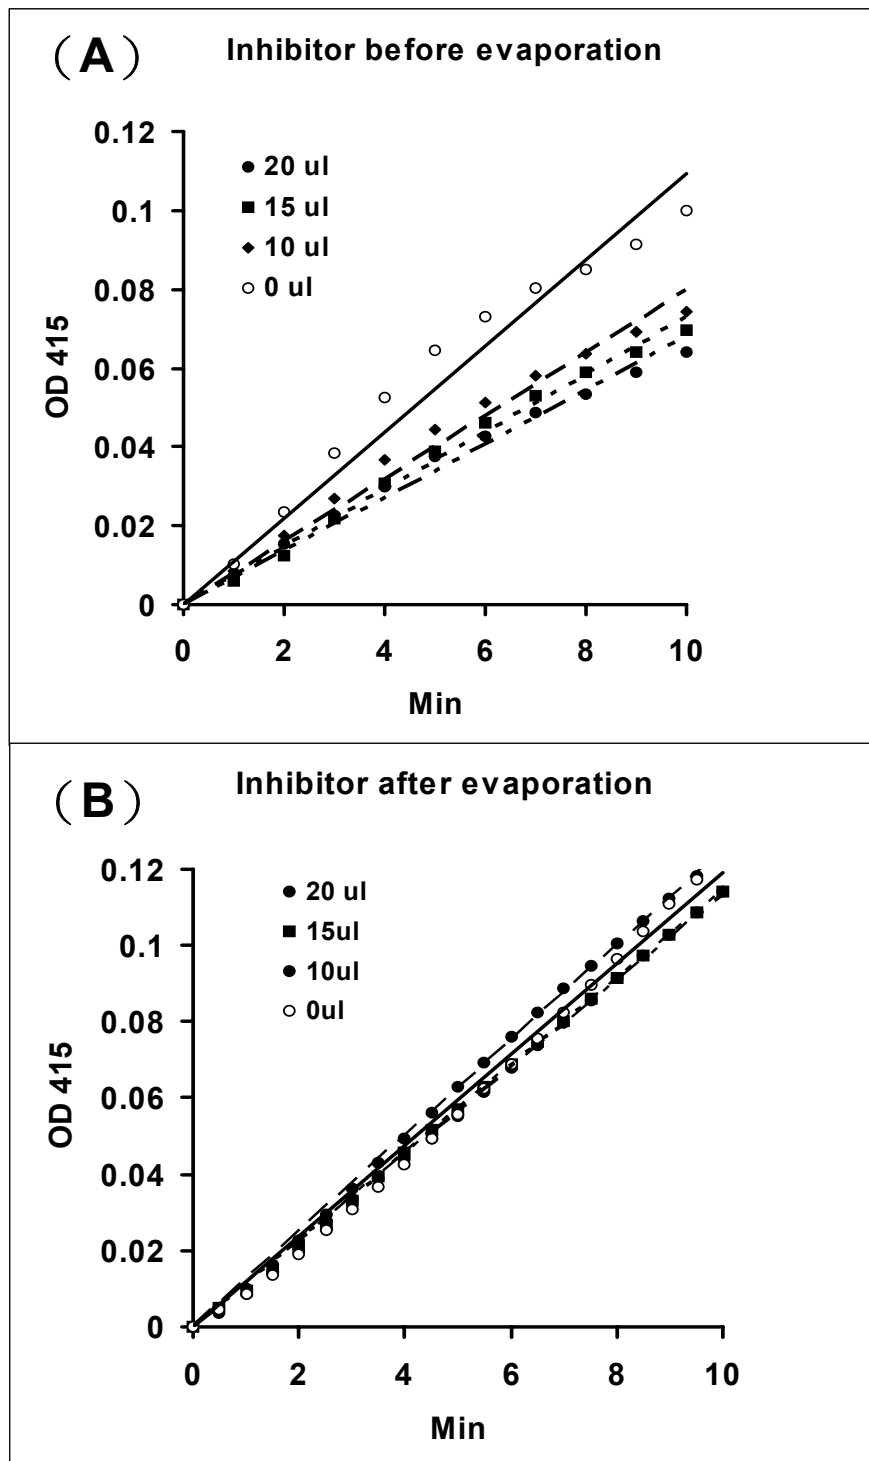 （A）
Inhibitor before evaporation
0.12
0.1
0.08
0.06
0.04
0.02
0
OD 415
20 ul
15 ul
10 ul
0 ul
0 2 4 6 8 10
Min
（B）
Inhibitor after evaporation
0.12
0.1
0.08
0.06
0.04
0.02
0
OD 415
20 ul
15ul
10ul
0ul
0 2 4 6 8 10
Min